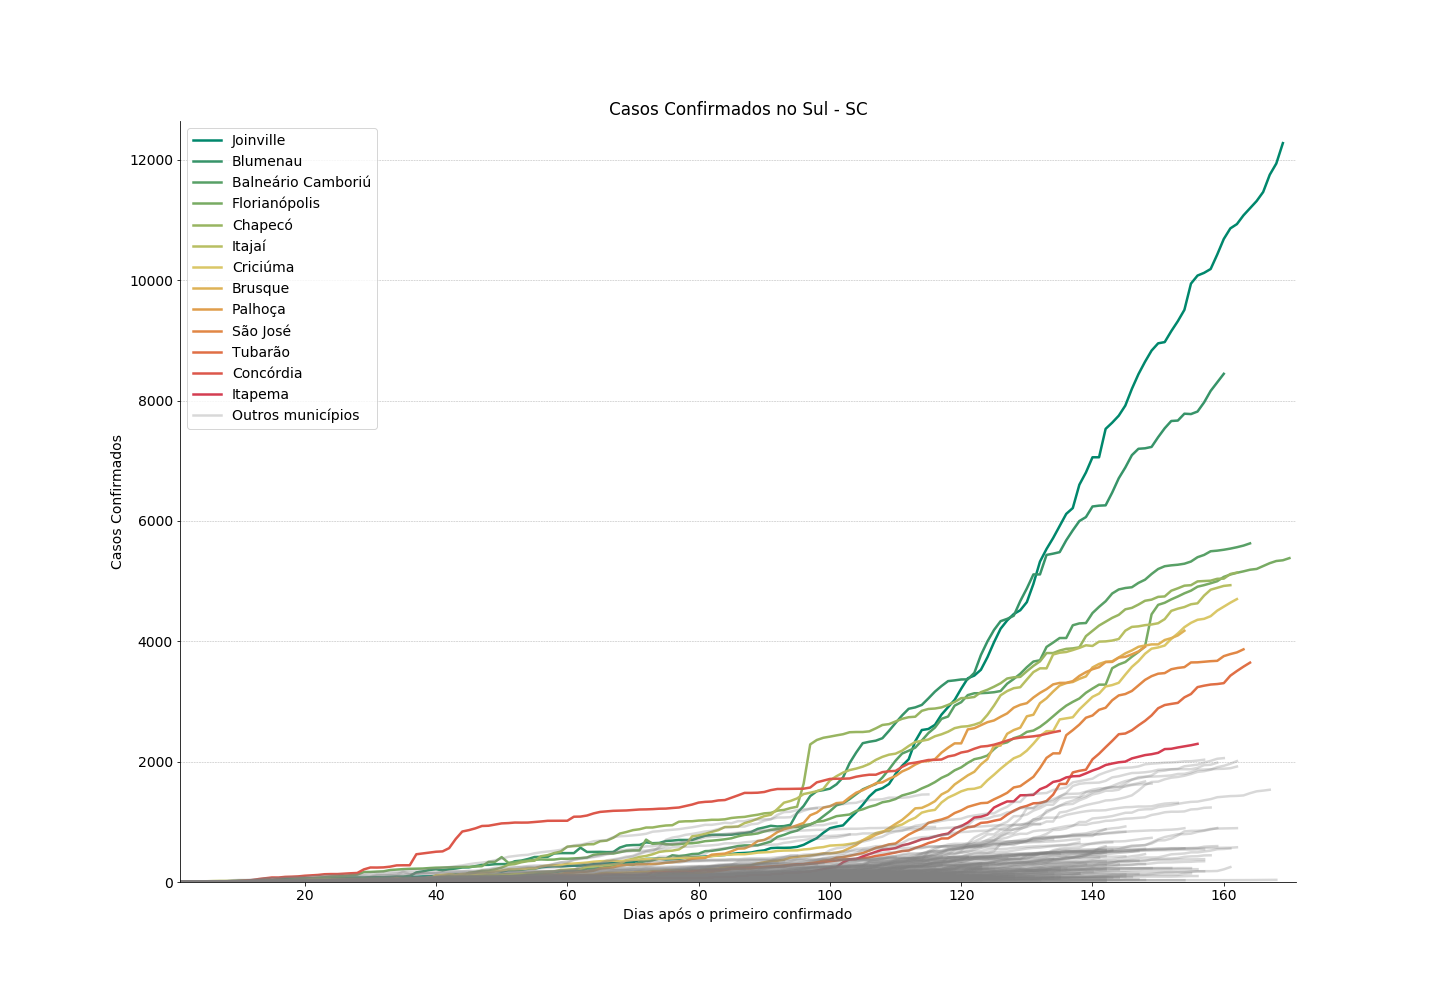 Casos Confirmados no Sul - SC
Joinville
Blumenau
Balneário Camboriú
Florianópolis
Chapecó
Itajaí
Criciúma
Brusque
Palhoça
São José
Tubarão
Concórdia
Itapema
Outros municípios
12000
10000
8000
6000
4000
2000
0
Casos Confirmados
20 40 60 80 100 120 140 160
Dias após o primeiro confirmado